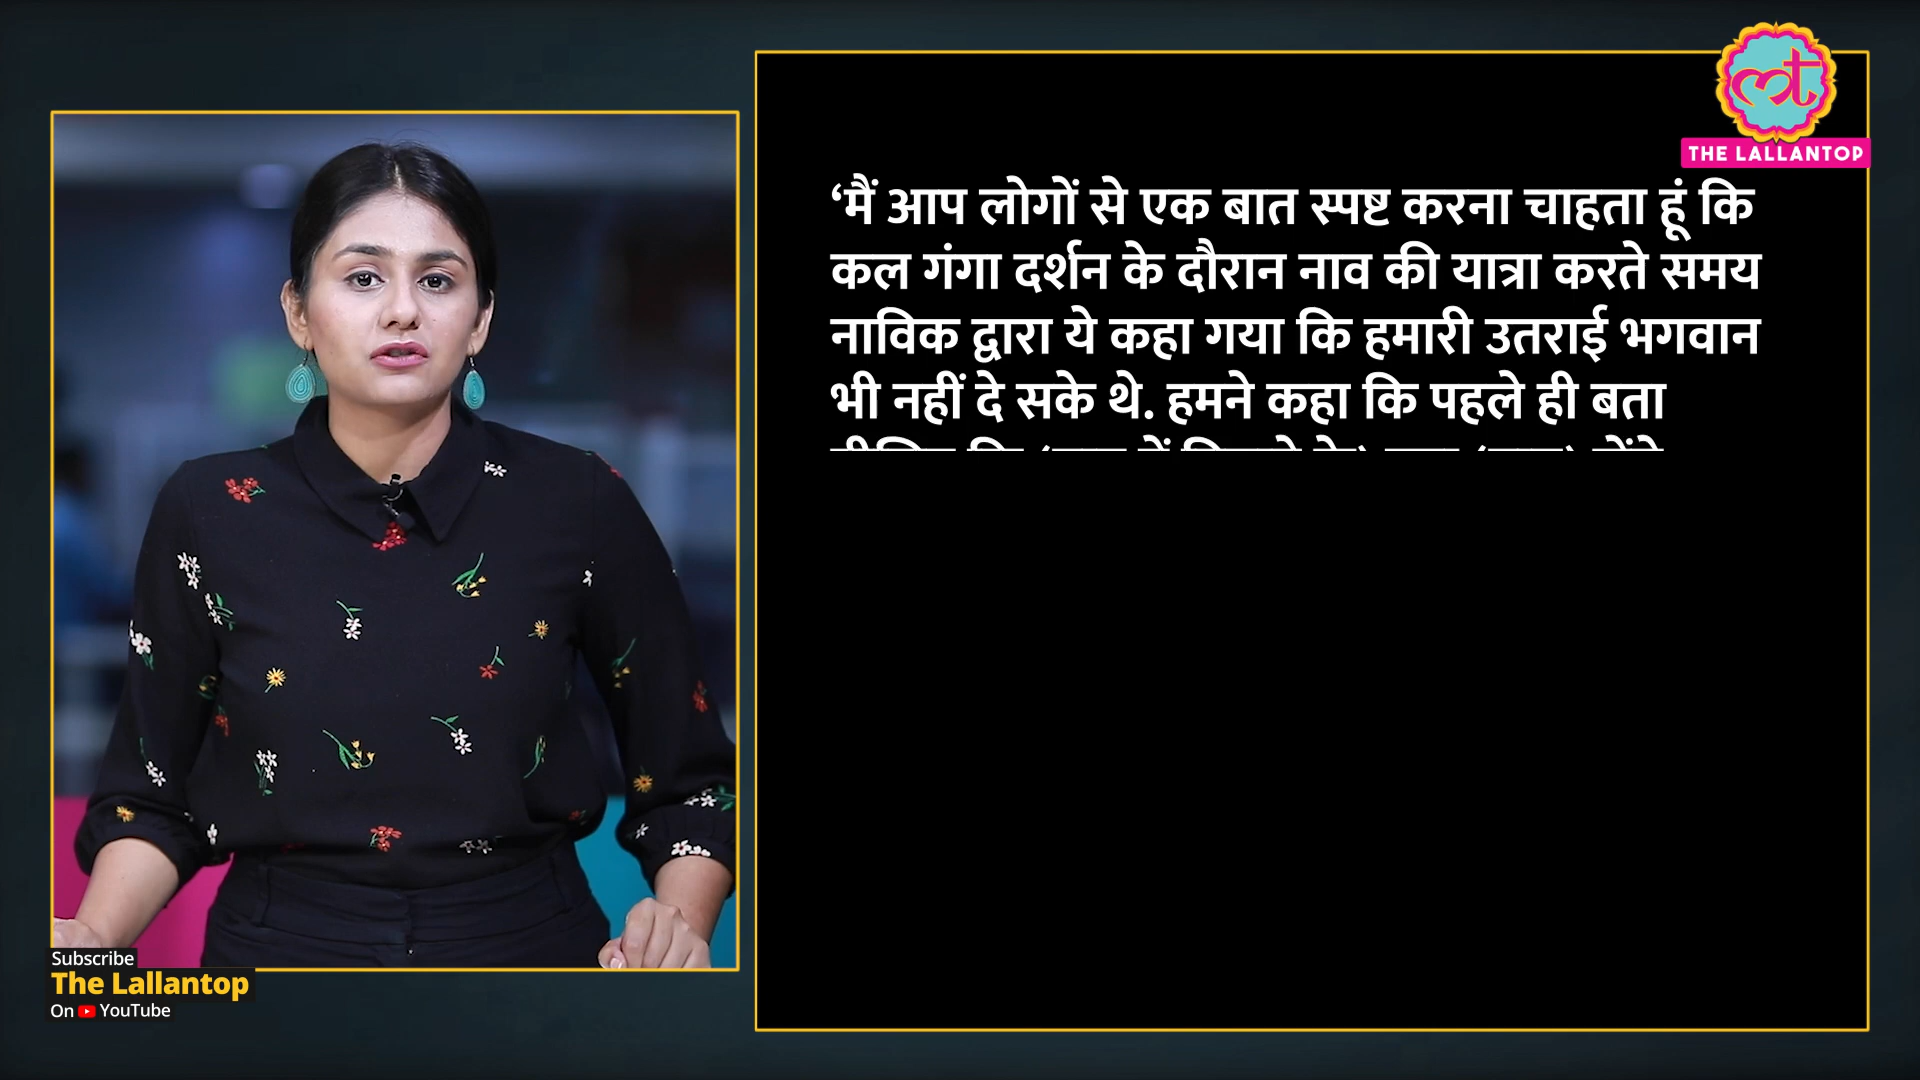 THE LALLANTOP
‘मैं आप लोगों से एक बात स्पष्ट करना चाहता हूं कि
कल गंगा दर्शन के दौरान नाव की यात्रा करते समय
नाविक द्वारा ये कहा गया कि हमारी उतराई भगवान
भी नहीं दे सके थे. हमने कहा कि पहले ही बता
Subscribe
The Lallantop
On YouTube